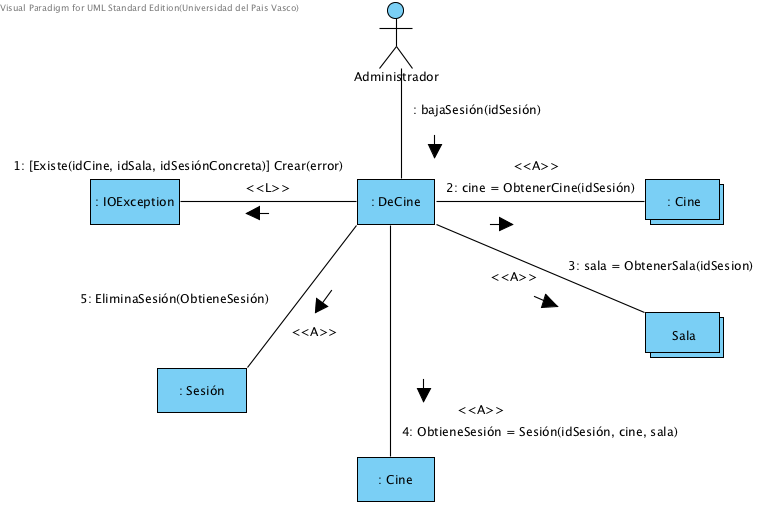 Visual Paradigm for UML Standard Edition(Universidad del Pais Vasco)
Administrador
: bajaSesión(idSesión)
1: [Existe(idCine, idSala, idSesiónConcreta)] Crear(error)
<<A>>
<<L>>
2: cine = ObtenerCine(idSesión)
: IOException
: DeCine
: Cine
3: sala = ObtenerSala(idSesion)
<<A>>
5: EliminaSesión(ObtieneSesión)
<<A>>
Sala
: Sesión
<<A>>
4: ObtieneSesión = Sesión(idSesión, cine, sala)
: Cine